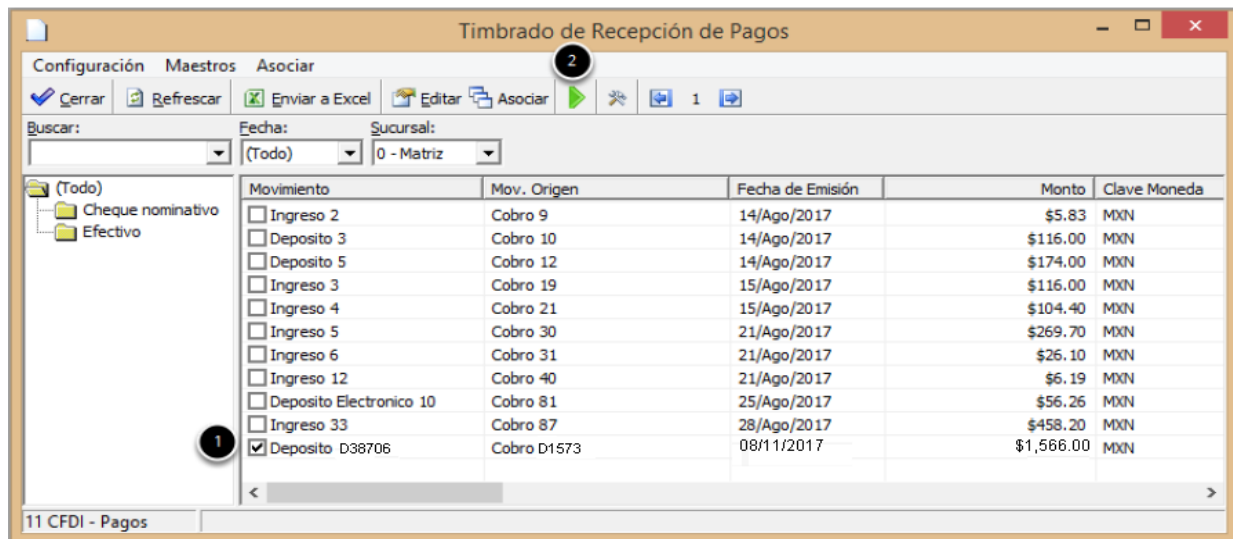 Timbrado de Recepción de Pagos
2
Configuración Maestros Asociar
Cerrar Refrescar Enviar a Excel Editar Asociar 1
Buscar: Fecha: Sucursal:
(Todo) 0 - Matriz
(Todo)
Cheque nominativo
Efectivo
Movimiento Mov. Origen Fecha de Emisión Monto Clave Moneda
Ingreso 2 Cobro 9 14/Ago/2017 $5.83 MXN
Deposito 3 Cobro 10 14/Ago/2017 $116.00 MXN
Deposito 5 Cobro 12 14/Ago/2017 $174.00 MXN
Ingreso 3 Cobro 19 15/Ago/2017 $116.00 MXN
Ingreso 4 Cobro 21 15/Ago/2017 $104.40 MXN
Ingreso 5 Cobro 30 21/Ago/2017 $269.70 MXN
Ingreso 6 Cobro 31 21/Ago/2017 $26.10 MXN
Ingreso 12 Cobro 40 21/Ago/2017 $6.19 MXN
Deposito Electronico 10 Cobro 81 25/Ago/2017 $56.26 MXN
Ingreso 33 Cobro 87 28/Ago/2017 $458.20 MXN
1 Deposito D38706 Cobro D1573 08/11/2017 $1,566.00 MXN
11 CFDI - Pagos